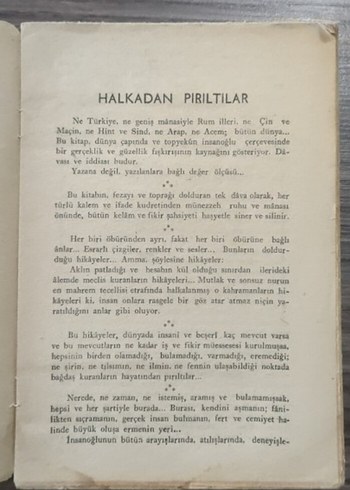 HALKADAN PIRILTILAR
Ne Türkiye, ne geniş mânasiyle Rum illeri, ne Çin ve
Maçin, ne Hint ve Sind, ne Arap, ne Acem; bütün dünya...
Bu kitap, dünya çapında ve topyekûn insanoğlu çerçevesinde
bir gerçeklik ve güzellik fışkırışının kaynağını gösteriyor. Dâ-
vası ve iddiası budur.
Yazana değil, yazılanlara bağlı değer ölçüsü...
***
Bu kitabın, fezayı ve toprağı dolduran tek dâva olarak, her
türlü kalem ve ifade kudretinden münezzeh ruhu ve mânası
önünde, bütün kelâm ve fikir şahsiyeti haşyetle siner ve silinir.
***
Her biri öbüründen ayrı, fakat her biri öbürüne bağlı
ânlar... Esrarlı çizgiler, renkler ve sesler... Bunların doldur-
duğu hikâyeler... Amma, şöylesine hikâyeler:
Aklın patladığı ve hesabın kül olduğu sınırdan ilerideki
âlemde meclis kuranların hikâyeleri... Mutlak ve sonsuz nurun
en mahrem tecellisi etrafında halkalanmış o kahramanların hi-
kâyeleri ki, insan onlara rasgele bir göz atar atmaz niçin ya-
ratıldığını anlar gibi oluyor.
***
Bu hikâyeler, dünyada insanî ve beşerî kaç mevcut varsa
ve bu mevcutların ne kadar iş ve fikir müessesesi kurulmuşsa,
hepsinin birden olamadığı, bulamadığı, varmadığı, eremediği;
ne şiirin, ne tılsımın, ne ilmin, ne fennin ulaşabildiği noktada
bağdaş kuranların hayatından pırıltılar...
***
Nerede, ne zaman, ne istemiş, aramış ve bulamamışsak,
hepsi ve her şartiyle burada... Burası, kendini aşmanın; fâni-
likten sıçramanın, gerçek insan bulmanın, fert ve cemiyet ha-
linde büyük oluşa ermenin yeri...
İnsanoğlunun bütün arayışlarında, atılışlarında, deneyişle-